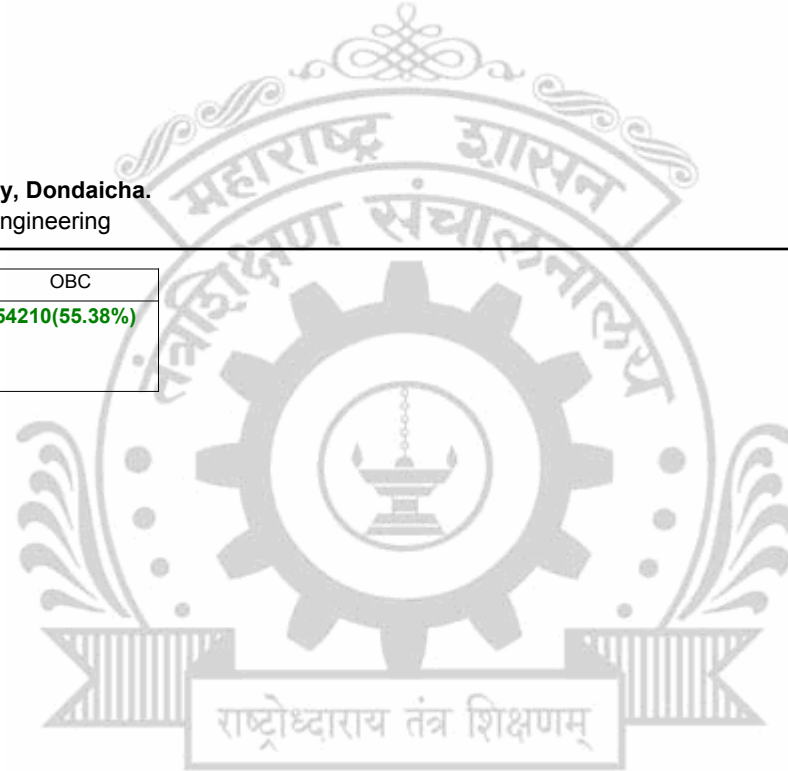 महाराष्ट्र शासन
y, Dondaicha.
ngineering
तंत्रशिक्षण संचालनालय
OBC
54210(55.38%)
राष्ट्रोध्दाराय तंत्र शिक्षणम्